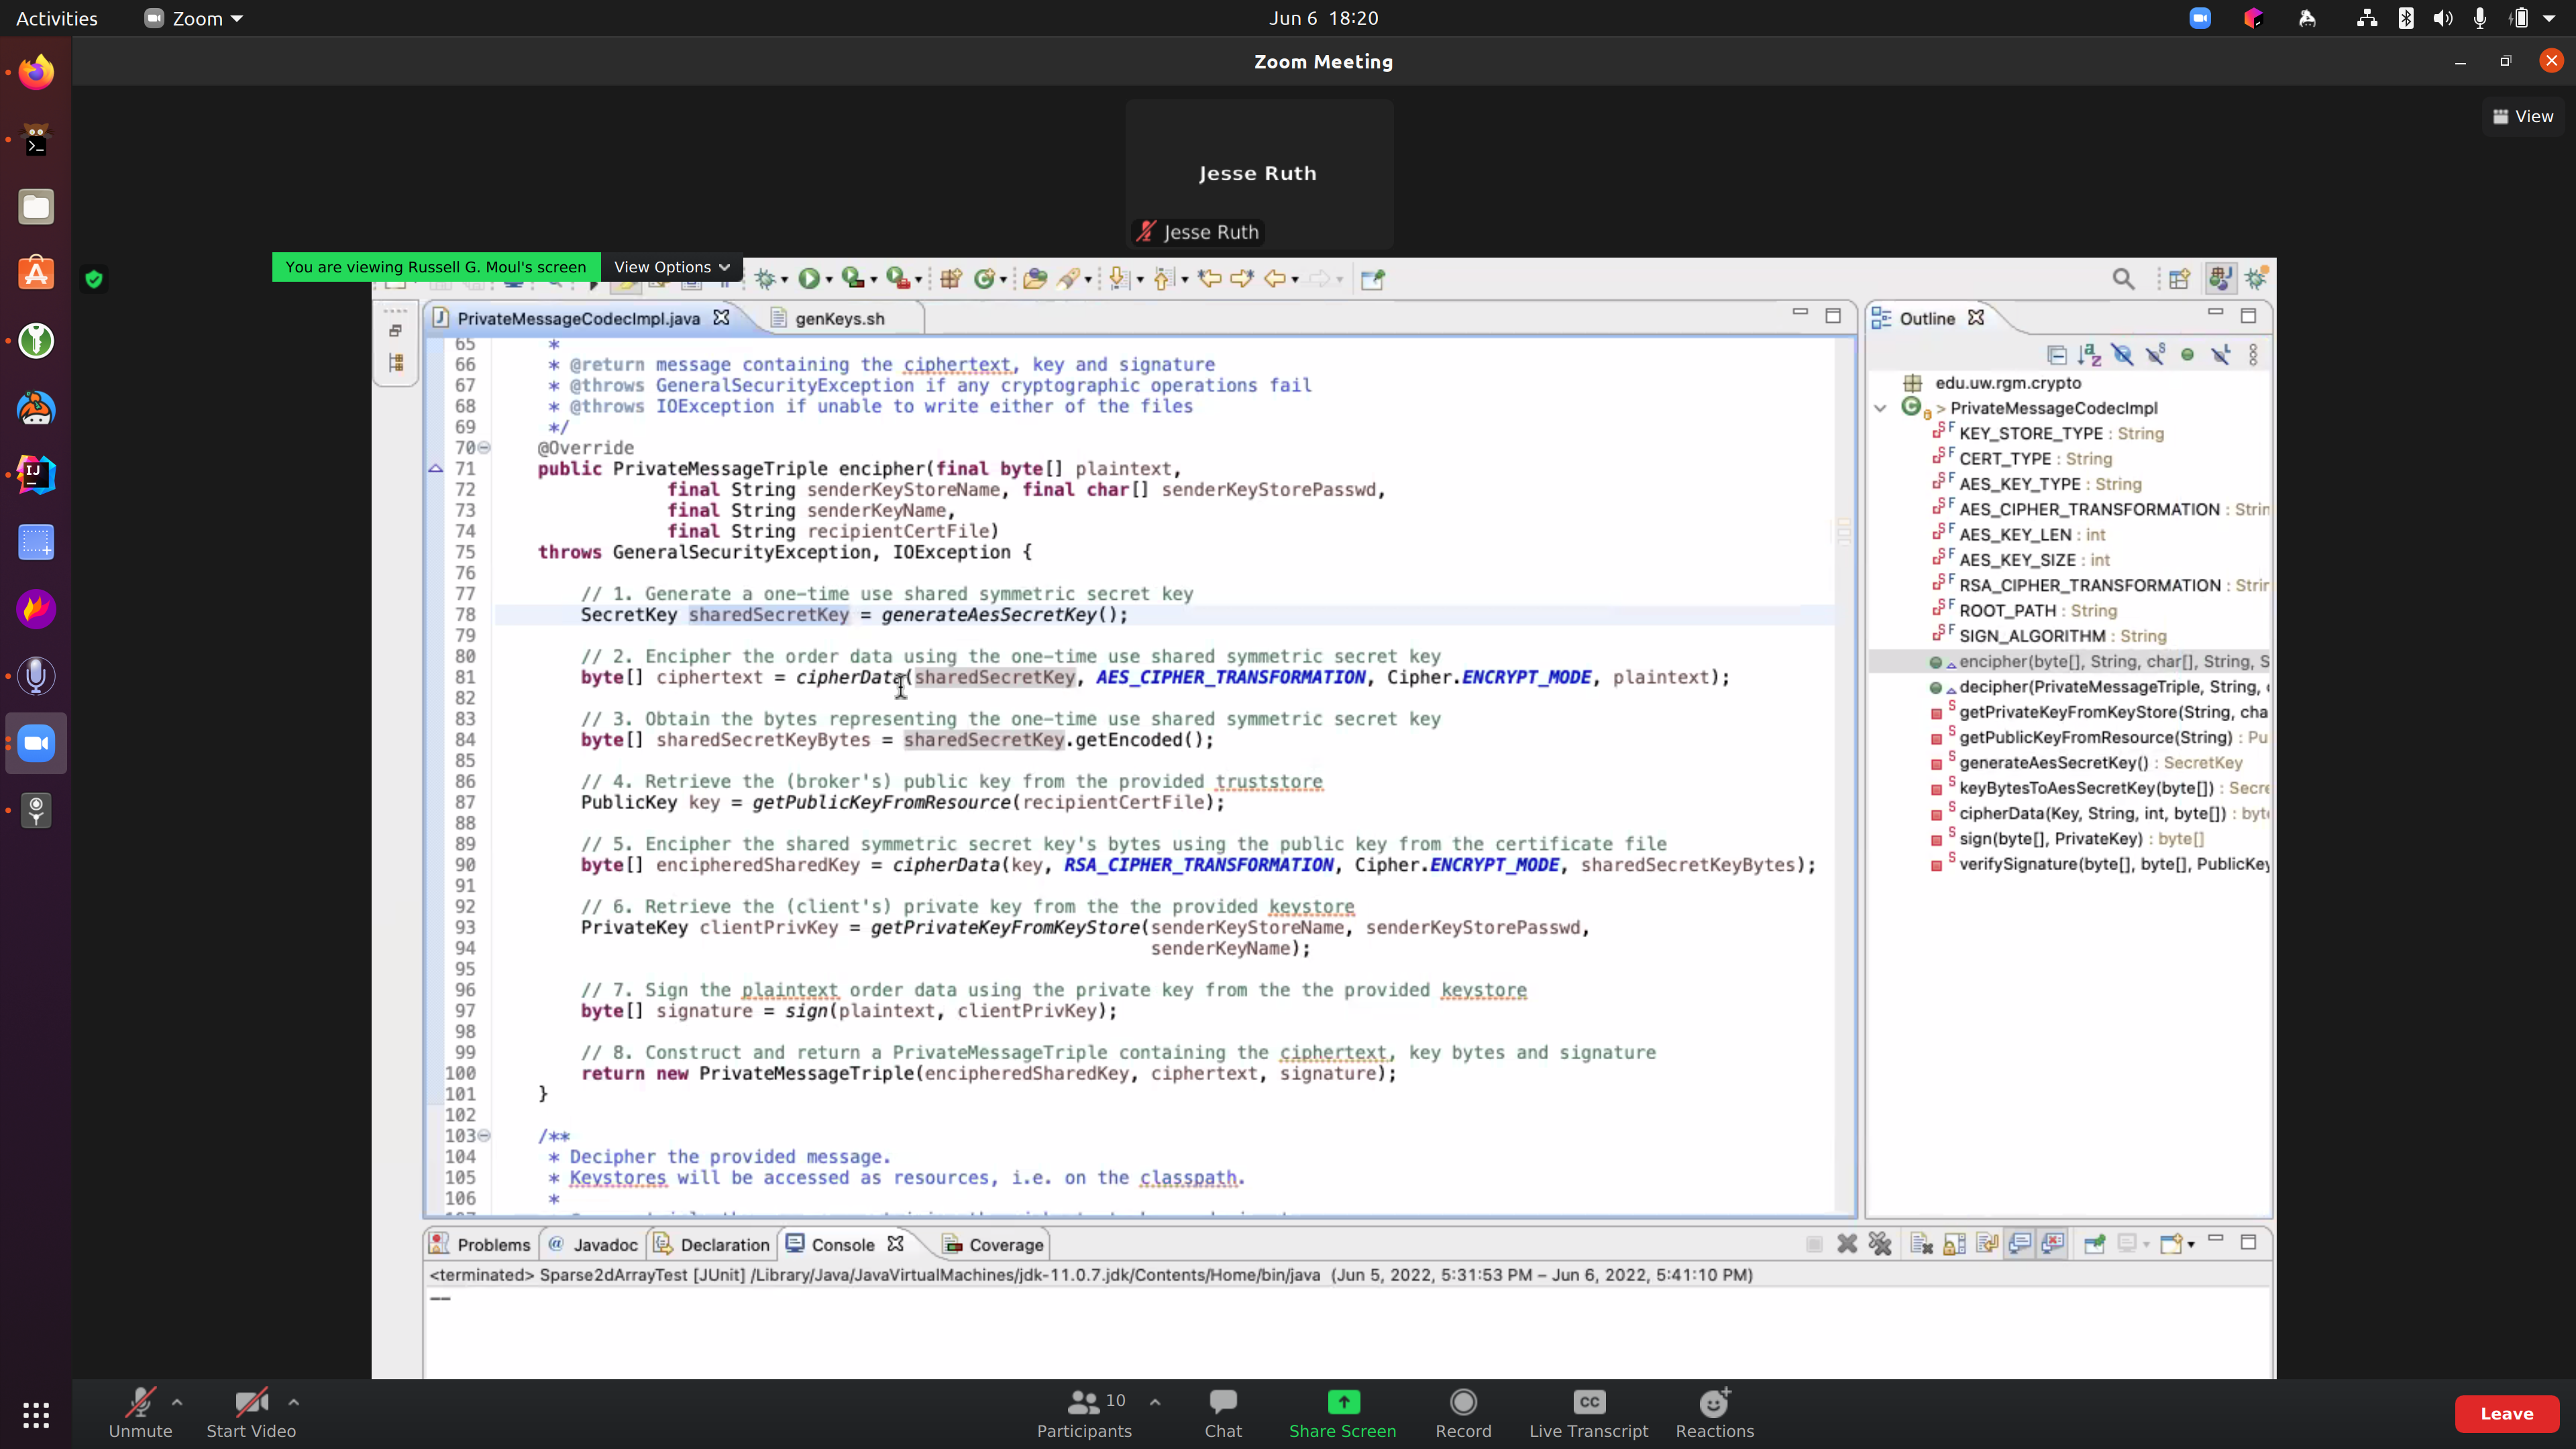 Activities
Zoom
Jun 6 18:20
Zoom Meeting
View
Jesse Ruth
Jesse Ruth
You are viewing Russell G. Moul's screen
View Options
PrivateMessageCodecImpl.java
genKeys.sh
65 *
66 * @return message containing the ciphertext, key and signature
67 * @throws GeneralSecurityException if any cryptographic operations fail
68 * @throws IOException if unable to write either of the files
69 */
70 @Override
71 public PrivateMessageTriple encipher(final byte[] plaintext,
72 final String senderKeyStoreName, final char[] senderKeyStorePasswd,
73 final String senderKeyName,
74 final String recipientCertFile)
75 throws GeneralSecurityException, IOException {
76
77 // 1. Generate a one-time use shared symmetric secret key
78 SecretKey sharedSecretKey = generateAesSecretKey();
79
80 // 2. Encipher the order data using the one-time use shared symmetric secret key
81 byte[] ciphertext = cipherData(sharedSecretKey, AES_CIPHER_TRANSFORMATION, Cipher.ENCRYPT_MODE, plaintext);
82
83 // 3. Obtain the bytes representing the one-time use shared symmetric secret key
84 byte[] sharedSecretKeyBytes = sharedSecretKey.getEncoded();
85
86 // 4. Retrieve the (broker's) public key from the provided truststore
87 PublicKey key = getPublicKeyFromResource(recipientCertFile);
88
89 // 5. Encipher the shared symmetric secret key's bytes using the public key from the certificate file
90 byte[] encipheredSharedKey = cipherData(key, RSA_CIPHER_TRANSFORMATION, Cipher.ENCRYPT_MODE, sharedSecretKeyBytes);
91
92 // 6. Retrieve the (client's) private key from the the provided keystore
93 PrivateKey clientPrivKey = getPrivateKeyFromKeyStore(senderKeyStoreName, senderKeyStorePasswd,
94 senderKeyName);
95
96 // 7. Sign the plaintext order data using the private key from the the provided keystore
97 byte[] signature = sign(plaintext, clientPrivKey);
98
99 // 8. Construct and return a PrivateMessageTriple containing the ciphertext, key bytes and signature
100 return new PrivateMessageTriple(encipheredSharedKey, ciphertext, signature);
101 }
102
103 /**
104 * Decipher the provided message.
105 * Keystores will be accessed as resources, i.e. on the classpath.
106 *
Outline
edu.uw.rgm.crypto
> PrivateMessageCodecImpl
KEY_STORE_TYPE : String
CERT_TYPE : String
AES_KEY_TYPE : String
AES_CIPHER_TRANSFORMATION : Strin
AES_KEY_LEN : int
AES_KEY_SIZE : int
RSA_CIPHER_TRANSFORMATION : Strin
ROOT_PATH : String
SIGN_ALGORITHM : String
encipher(byte[], String, char[], String, S
decipher(PrivateMessageTriple, String,
getPrivateKeyFromKeyStore(String, cha
getPublicKeyFromResource(String) : Pu
generateAesSecretKey() : SecretKey
keyBytesToAesSecretKey(byte[]) : Secre
cipherData(Key, String, int, byte[]) : byt
sign(byte[], PrivateKey) : byte[]
verifySignature(byte[], byte[], PublicKey
Problems
Javadoc
Declaration
Console
Coverage
<terminated> Sparse2dArrayTest [JUnit] /Library/Java/JavaVirtualMachines/jdk-11.0.7.jdk/Contents/Home/bin/java (Jun 5, 2022, 5:31:53 PM – Jun 6, 2022, 5:41:10 PM)
Unmute
Start Video
10
Participants
Chat
Share Screen
Record
CC
Live Transcript
Reactions
Leave